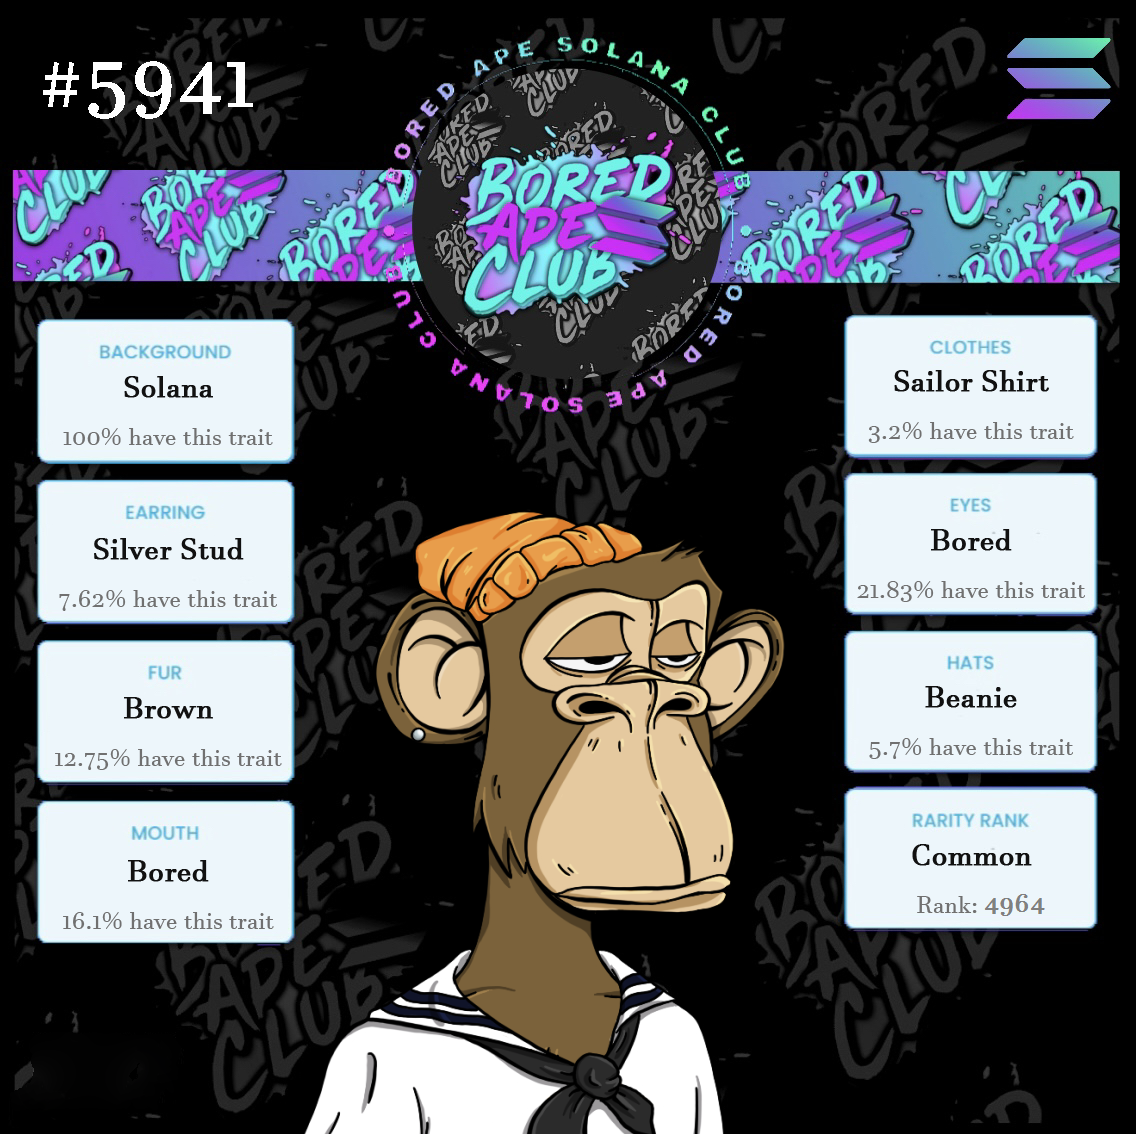 #5941
BORED APE SOLANA CLUB
BORED APE SOLANA CLUB
BORED
APE
CLUB
BACKGROUND
Solana
100% have this trait
EARRING
Silver Stud
7.62% have this trait
FUR
Brown
12.75% have this trait
MOUTH
Bored
16.1% have this trait
CLOTHES
Sailor Shirt
3.2% have this trait
EYES
Bored
21.83% have this trait
HATS
Beanie
5.7% have this trait
RARITY RANK
Common
Rank: 4964